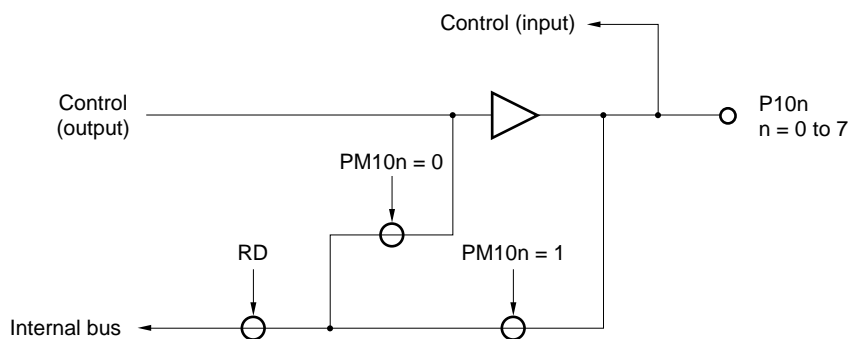 Control (input)
Control
(output)
P10n
n = 0 to 7
PM10n = 0
RD
PM10n = 1
Internal bus